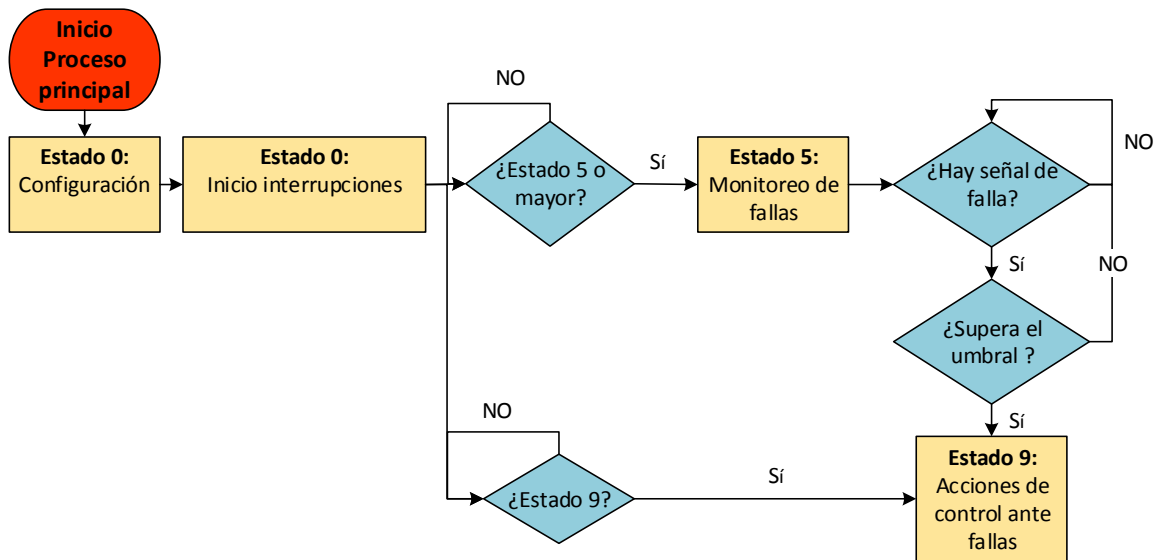 Inicio
Proceso
principal
NO
Estado 0:
Configuración
Estado 0:
Inicio interrupciones
¿Estado 5 o
mayor?
Sí
Estado 5:
Monitoreo de
fallas
¿Hay señal de
falla?
NO
Sí
NO
¿Supera el
umbral ?
Sí
NO
¿Estado 9?
Sí
Estado 9:
Acciones de
control ante
fallas